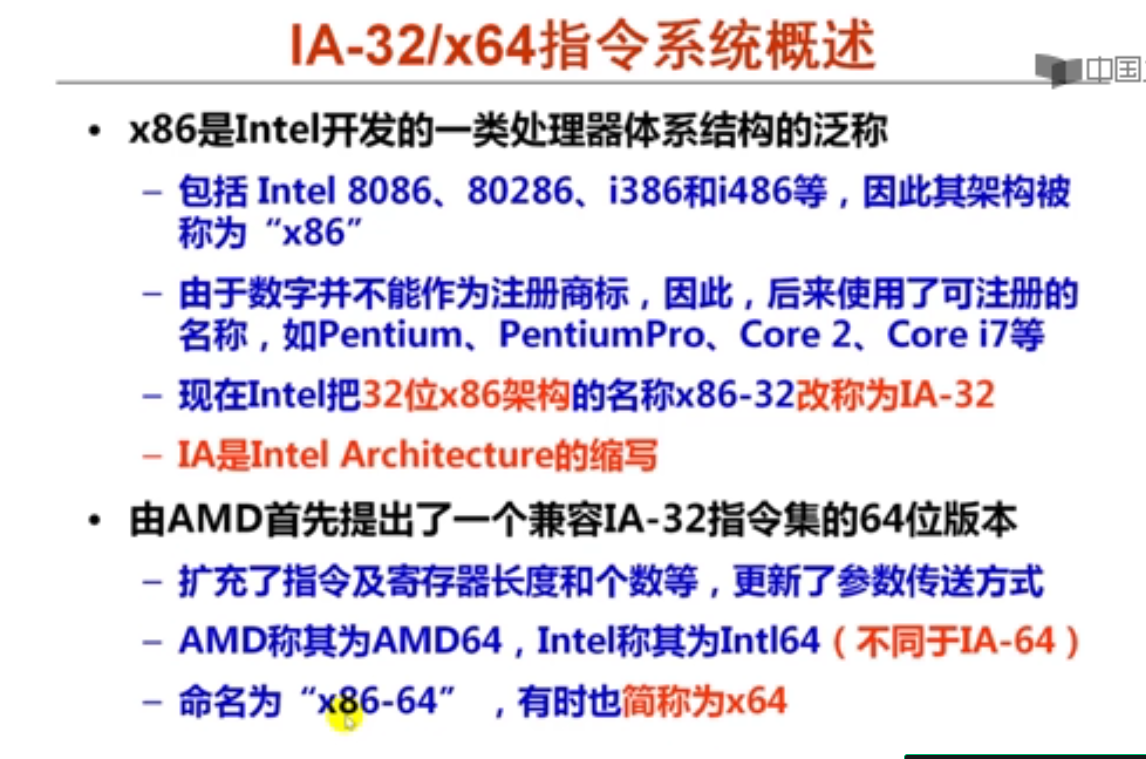 IA-32/x64指令系统概述
中国
• x86是Intel开发的一类处理器体系结构的泛称
– 包括 Intel 8086、80286、i386和i486等，因此其架构被
称为“x86”
– 由于数字并不能作为注册商标，因此，后来使用了可注册的
名称，如Pentium、PentiumPro、Core 2、Core i7等
– 现在Intel把32位x86架构的名称x86-32改称为IA-32
– IA是Intel Architecture的缩写
• 由AMD首先提出了一个兼容IA-32指令集的64位版本
– 扩充了指令及寄存器长度和个数等，更新了参数传送方式
– AMD称其为AMD64，Intel称其为Intl64（不同于IA-64）
– 命名为“x86-64”，有时也简称为x64